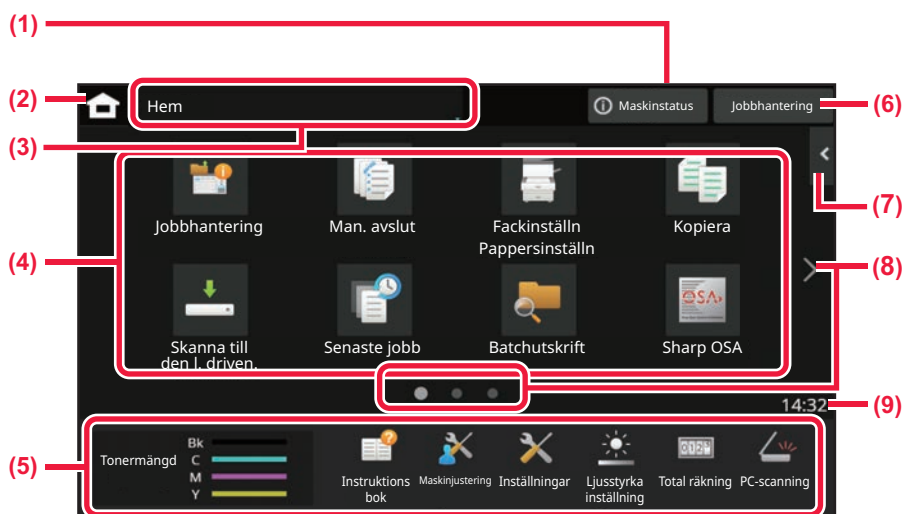 (1)
(2)
Hem
Maskinstatus
Jobbhantering
(6)
(3)
(7)
Jobbhantering
Man. avslut
Fackinställn
Pappersinställn
Kopiera
(4)
(8)
Skanna till
den l. driven.
Senaste jobb
Batchutskrift
OSA
Sharp OSA
14:32
(9)
(5)
Tonermängd
Bk
C
M
Y
Instruktions
bok
Maskinjustering
Inställningar
Ljusstyrka
inställning
Total räkning
PC-scanning